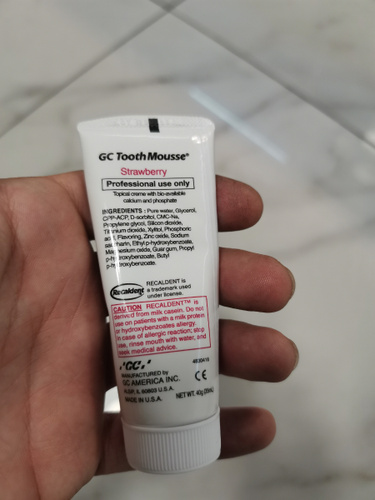 GC Tooth Mousse®
Strawberry
Professional use only
Topical creme with bio-available
calcium and phosphate
INGREDIENTS : Pure water, Glycerol,
CPP-ACP, D-sorbitol, CMC-Na,
Propylene glycol, Silicon dioxide,
Titanium dioxide, Xylitol, Phosphoric
acid, Flavoring, Zinc oxide, Sodium
saccharin, Ethyl p-hydroxybenzoate,
Magnesium oxide, Guar gum, Propyl
p-hydroxybenzoate, Butyl
p-hydroxybenzoate.
Recaldent
RECALDENT IS
a trademark used
under license.
CAUTION RECALDENT™ is
derived from milk casein. Do not
use on patients with a milk protein
or hydroxybenzoates allergy.
In case of allergic reaction; stop
use, rinse mouth with water, and
seek medical advice.
'GC'
MANUFACTURED by
GC AMERICA INC.
ALSIP, IL 60803 U.S.A.
MADE IN U.S.A.
CE
NET WT. 40g (35mL)